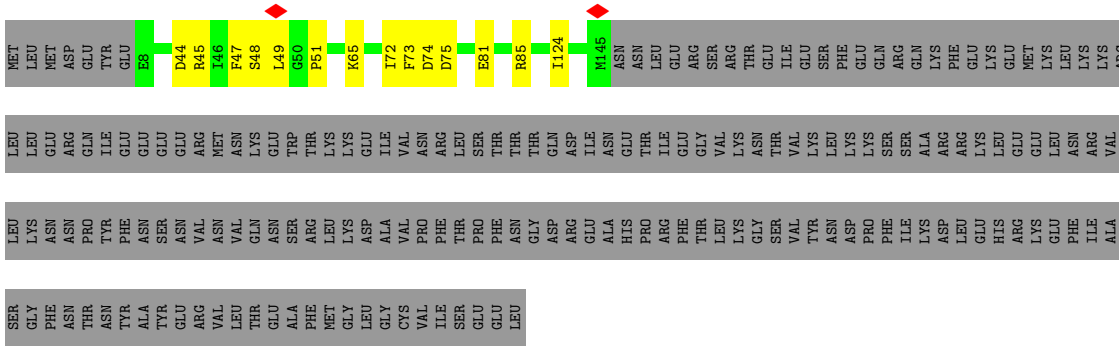 MET LEU MET ASP GLU TYR GLU E8 D44 R45 I46 F47 S48 L49 G50 P51 K65 I72 F73 D74 D75 E81 R85 I124 M145 ASN ASN LEU GLU ARG SER ARG THR GLU ILE GLU SER PHE GLU GLN ARG GLN LYS PHE GLU LYS GLU MET LYS LEU LEU LYS LYS ARG
LEU LEU GLU ARG GLN ILE GLU GLU GLU GLU ARG MET ASN LYS GLU TRP THR LYS LYS GLU ILE VAL ASN ARG LEU SER THR THR THR GLN ASP ILE ASN GLU THR ILE GLU GLY VAL LYS ASN THR VAL LYS LEU LYS LYS SER SER ALA ARG ARG LYS LEU GLU GLU LEU ASN ARG VAL
LEU LYS ASN ASN PRO TYR PHE ASN SER ASN VAL ASN VAL GLN ASN SER ARG LEU LYS ASP ALA VAL PRO PHE THR PRO PHE ASN GLY ASP ARG GLU ALA HIS PRO ARG PHE THR LEU LYS GLY SER VAL TYR ASN ASP PRO PHE ILE LYS ASP LEU GLU HIS ARG LYS GLU PHE ILE ALA
SER GLY PHE ASN THR ASN TYR ALA TYR GLU ARG VAL LEU THR GLU ALA PHE MET GLY LEU GLY CYS VAL ILE SER GLU GLU LEU